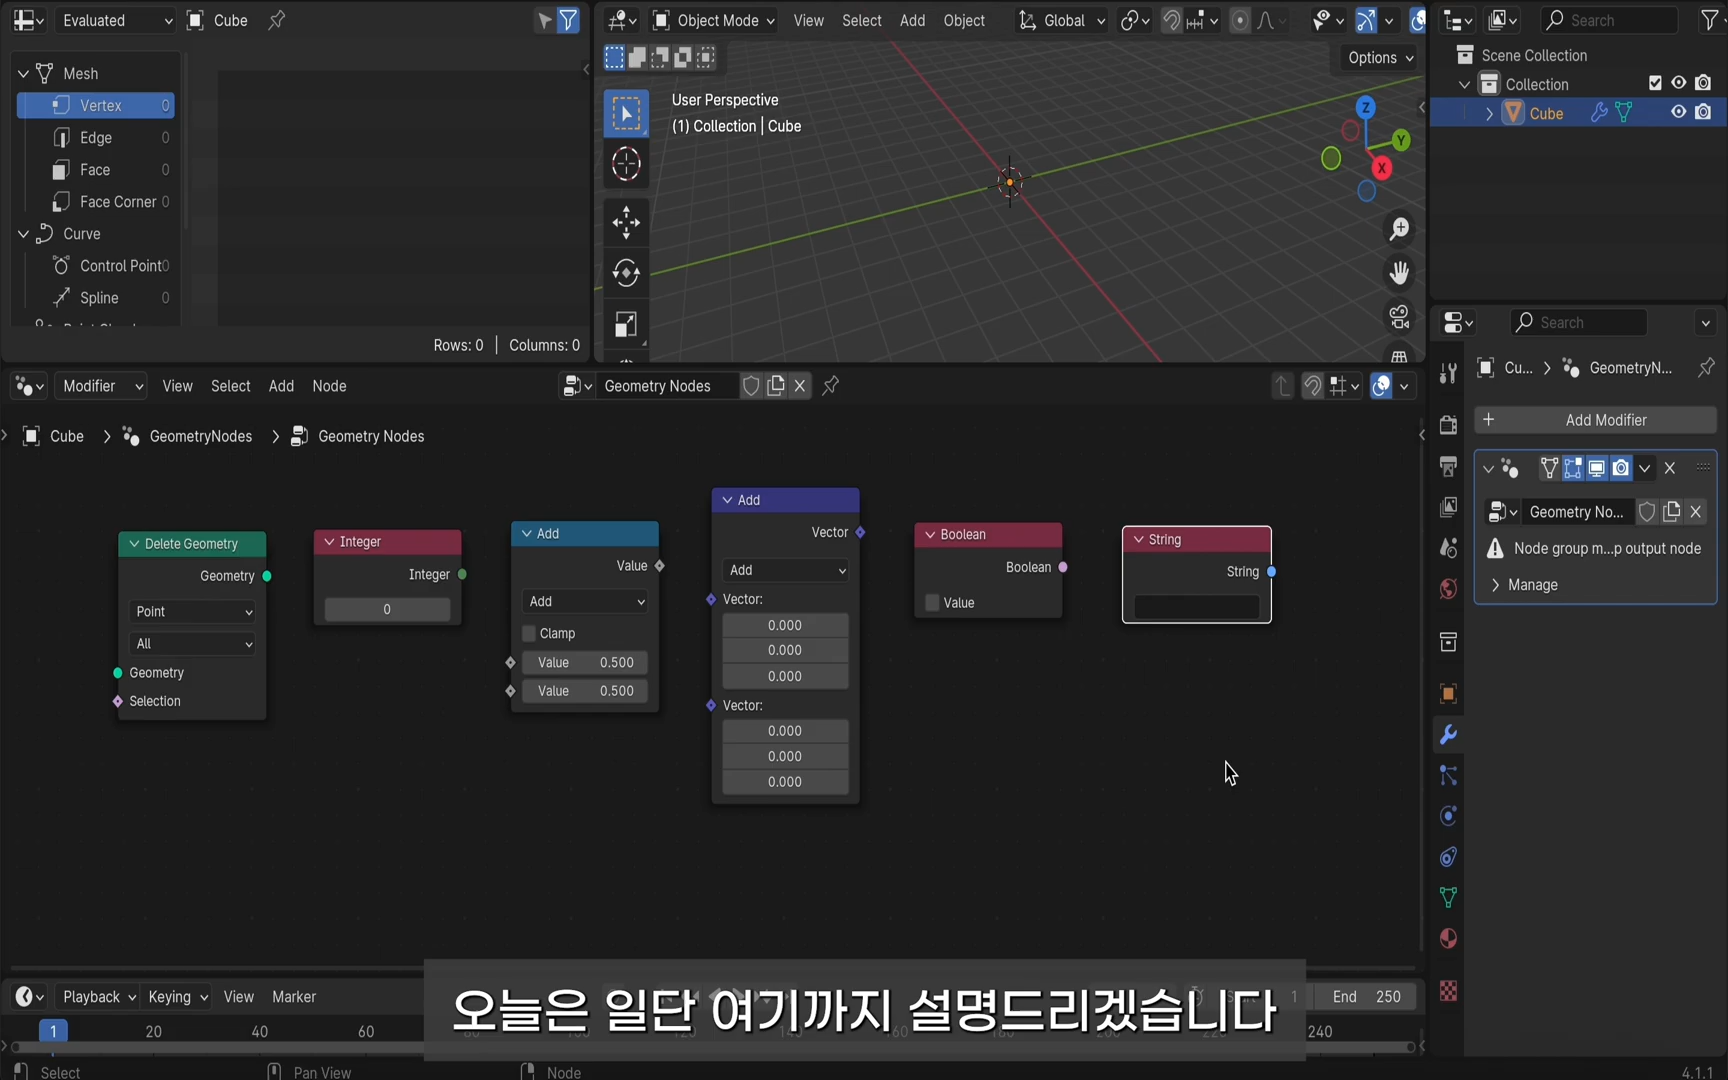 Evaluated
Cube
Object Mode
View
Select
Add
Object
Global
Search
Options
Scene Collection
Collection
Cube
Mesh
Vertex 0
Edge 0
Face 0
Face Corner 0
Curve
Control Point 0
Spline 0
Rows: 0 | Columns: 0
User Perspective
(1) Collection | Cube
Z
Y
X
Search
Cu... > GeometryN...
Add Modifier
Geometry No...
Node group m...p output node
Manage
Modifier
View
Select
Add
Node
Geometry Nodes
Cube > GeometryNodes > Geometry Nodes
Delete Geometry
Geometry
Point
All
Geometry
Selection
Integer
Integer
0
Add
Value
Add
Clamp
Value 0.500
Value 0.500
Add
Vector
Add
Vector:
0.000
0.000
0.000
Vector:
0.000
0.000
0.000
Boolean
Boolean
Value
String
String
Playback
Keying
View
Marker
1
End 250
1
20
40
60
240
오늘은 일단 여기까지 설명드리겠습니다
Select
Pan View
Node
4.1.1